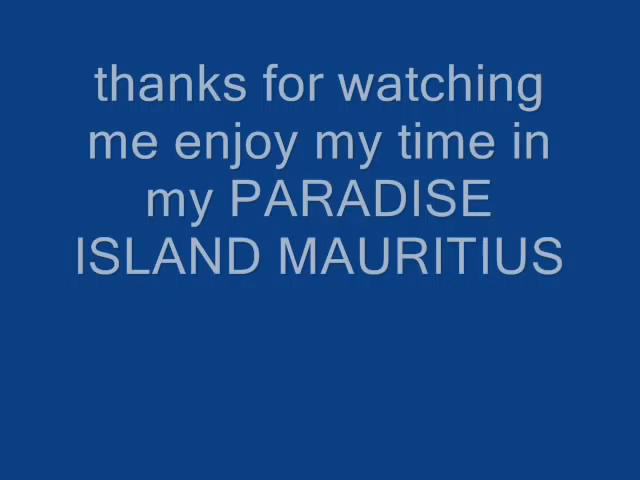 thanks for watching
me enjoy my time in
my PARADISE
ISLAND MAURITIUS